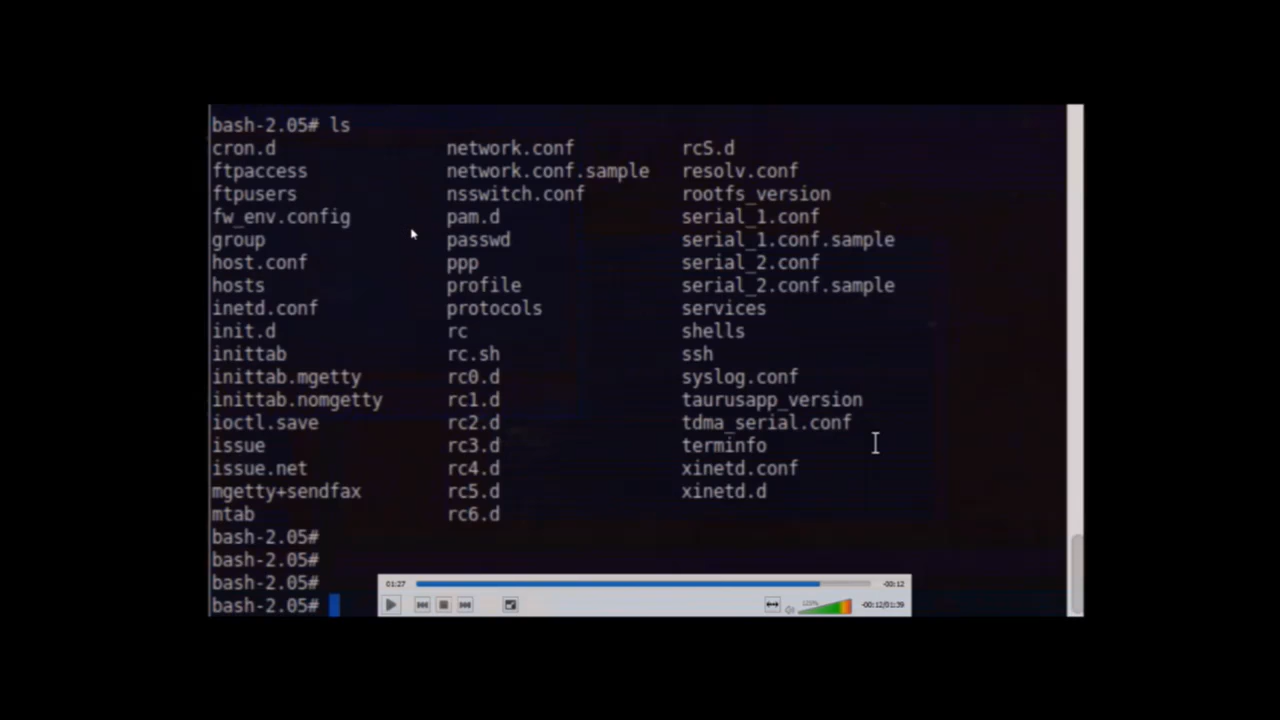 bash-2.05# ls
cron.d network.conf rcS.d
ftpaccess network.conf.sample resolv.conf
ftpusers nsswitch.conf rootfs_version
fw_env.config pam.d serial_1.conf
group passwd serial_1.conf.sample
host.conf ppp serial_2.conf
hosts profile serial_2.conf.sample
inetd.conf protocols services
init.d rc shells
inittab rc.sh ssh
inittab.mgetty rc0.d syslog.conf
inittab.nomgetty rc1.d taurusapp_version
ioctl.save rc2.d tdma_serial.conf
issue rc3.d terminfo
issue.net rc4.d xinetd.conf
mgetty+sendfax rc5.d xinetd.d
mtab rc6.d
bash-2.05#
bash-2.05#
bash-2.05#
bash-2.05#
01:27 -00:12
-00:12/01:39